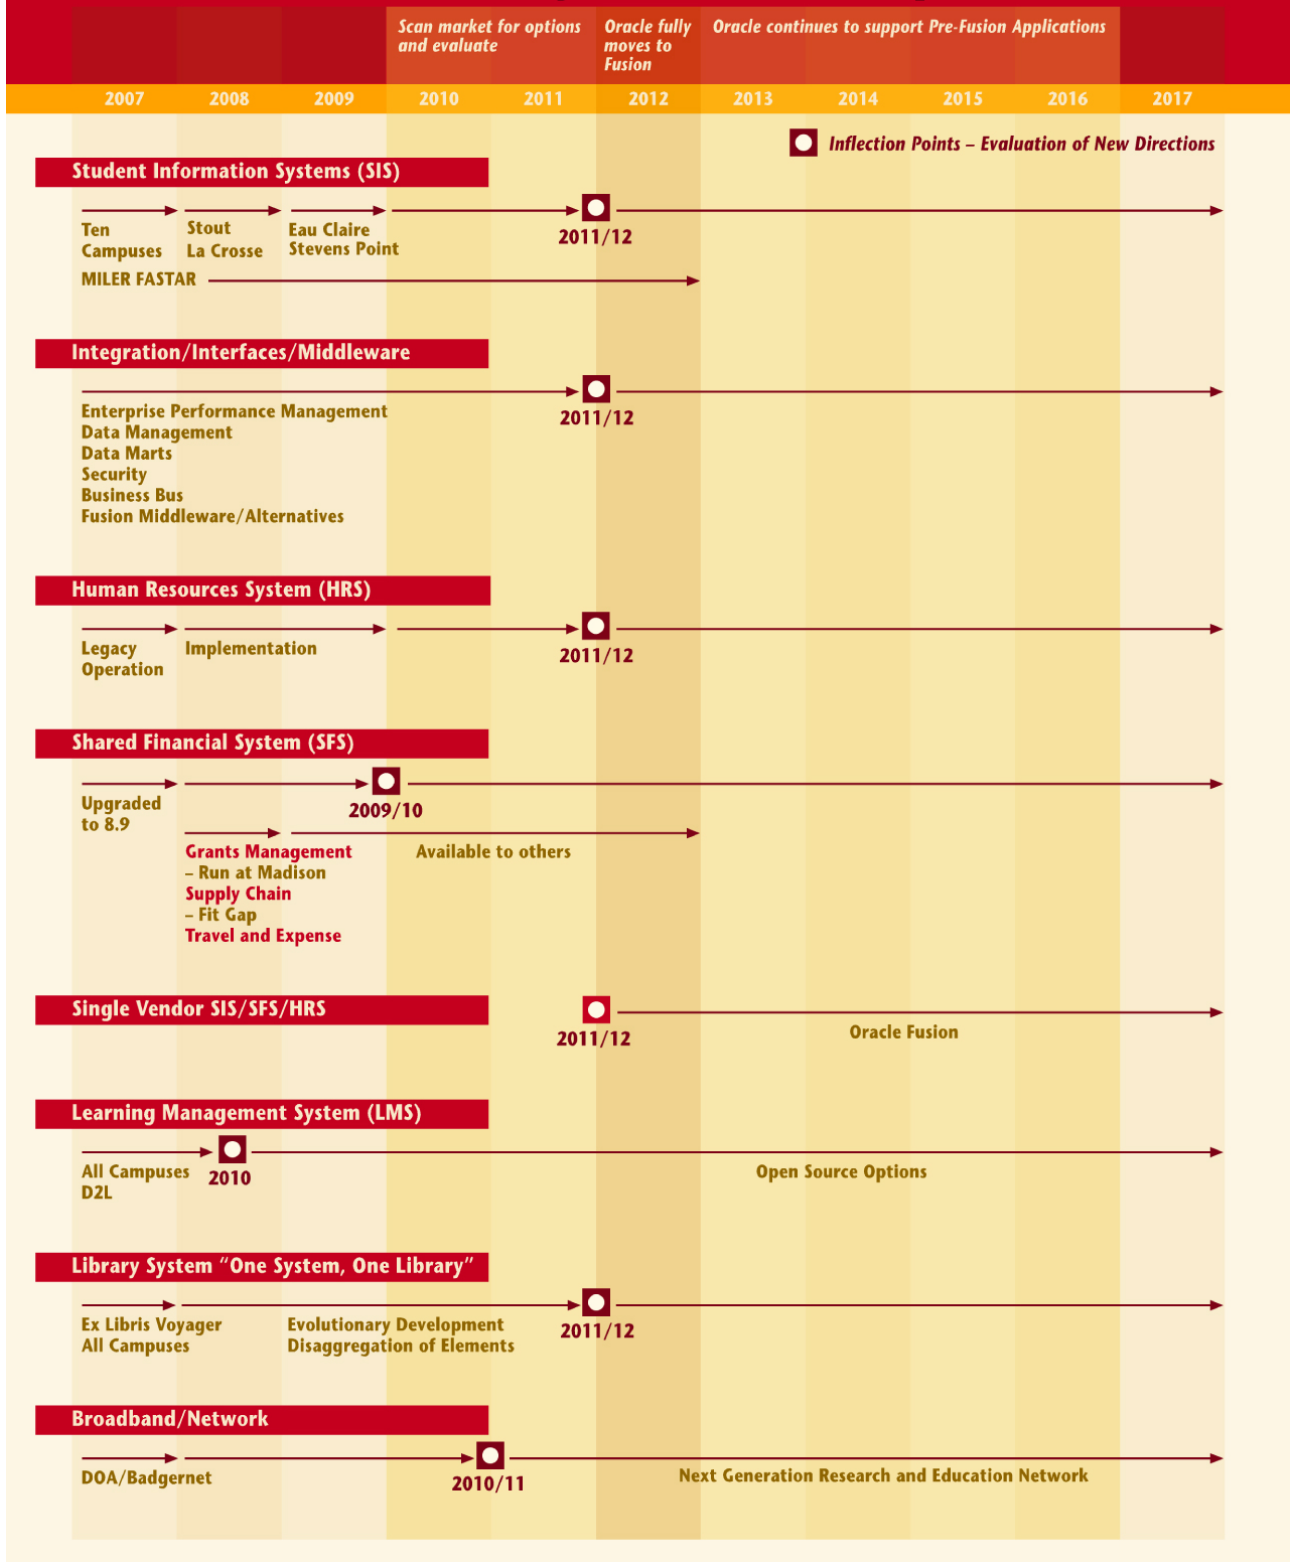 Scan market for options
and evaluate
Oracle fully
moves to
Fusion
Oracle continues to support Pre-Fusion Applications
2007 2008 2009 2010 2011 2012 2013 2014 2015 2016 2017
Inflection Points – Evaluation of New Directions
Student Information Systems (SIS)
Ten
Campuses
Stout
La Crosse
Eau Claire
Stevens Point
2011/12
MILER FASTAR
Integration/Interfaces/Middleware
2011/12
Enterprise Performance Management
Data Management
Data Marts
Security
Business Bus
Fusion Middleware/Alternatives
Human Resources System (HRS)
Legacy
Operation
Implementation
2011/12
Shared Financial System (SFS)
Upgraded
to 8.9
2009/10
Grants Management
– Run at Madison
Supply Chain
– Fit Gap
Travel and Expense
Available to others
Single Vendor SIS/SFS/HRS
2011/12
Oracle Fusion
Learning Management System (LMS)
All Campuses
D2L
2010
Open Source Options
Library System "One System, One Library"
Ex Libris Voyager
All Campuses
Evolutionary Development
Disaggregation of Elements
2011/12
Broadband/Network
DOA/Badgernet
2010/11
Next Generation Research and Education Network